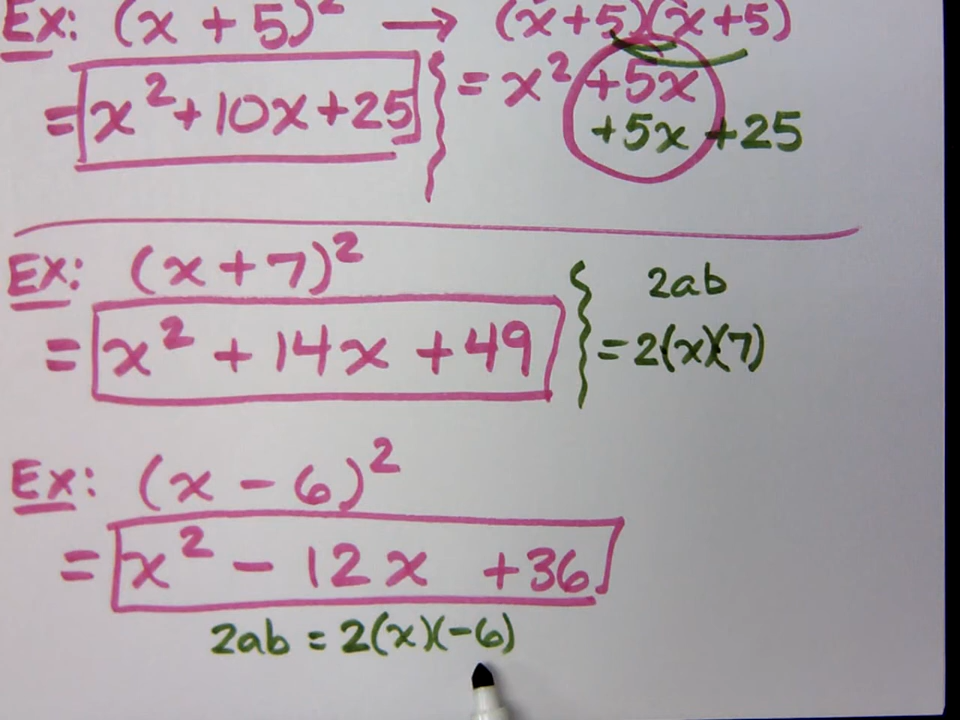 Ex: (x + 5)² → (x+5)(x+5)
= x² + 10x + 25 = x² + 5x
+5x + 25
Ex: (x + 7)² 2ab
= x² + 14x + 49 = 2(x)(7)
Ex: (x - 6)²
= x² - 12x + 36
2ab = 2(x)(-6)